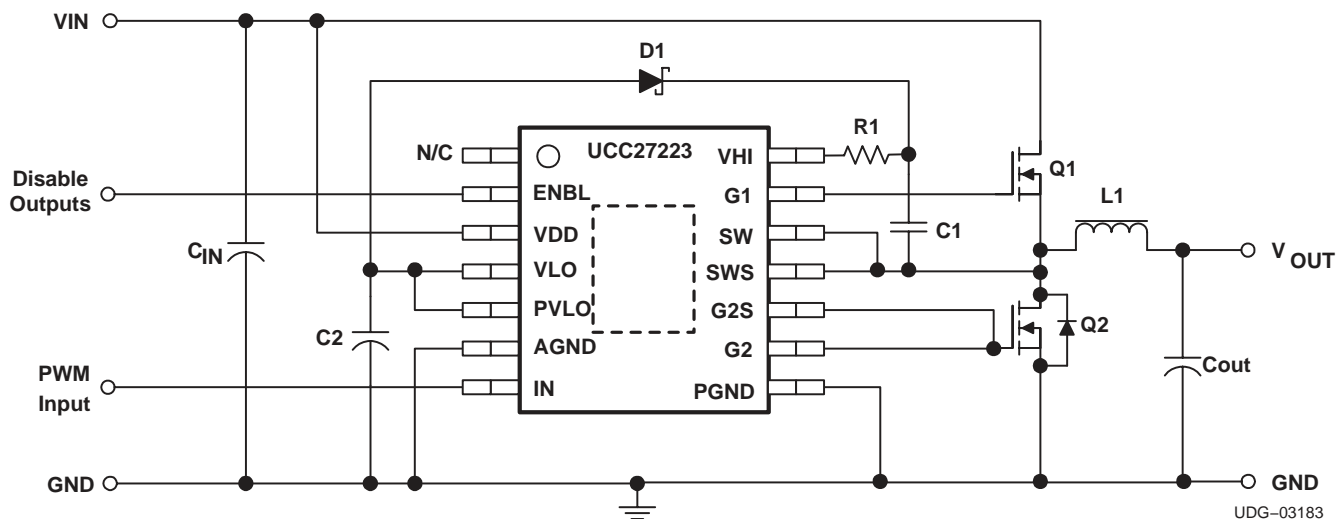 VIN
D1
N/C
UCC27223
VHI
R1
Q1
Disable
Outputs
ENBL
G1
L1
CIN
VDD
SW
C1
VOUT
VLO
SWS
PVLO
G2S
Q2
C2
AGND
G2
Cout
PWM
Input
IN
PGND
GND
GND
UDG–03183